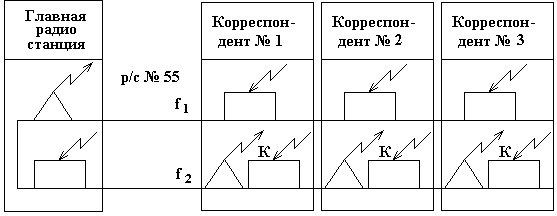 Главная
радио
станция
Корреспон-
дент № 1
Корреспон-
дент № 2
Корреспон-
дент № 3
р/с № 55
f 1
f 2
К
К
К